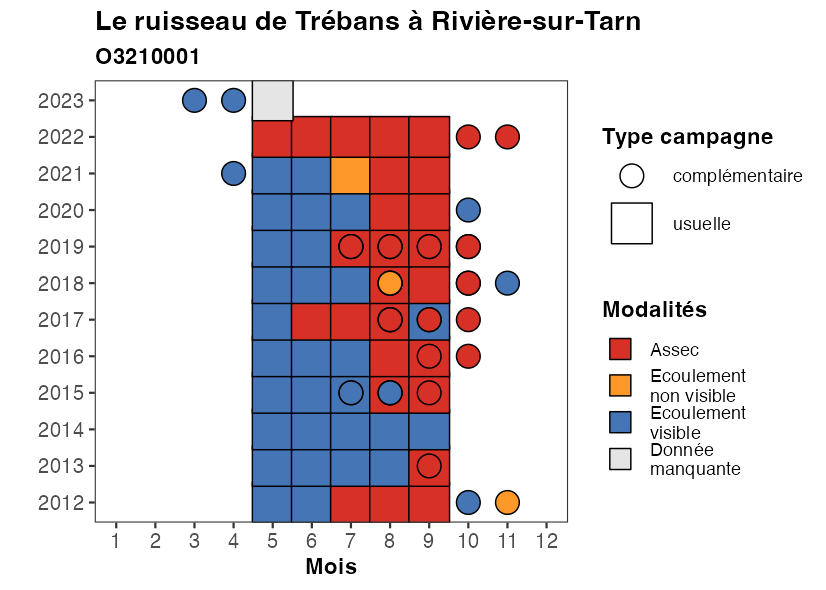 Le ruisseau de Trébans à Rivière-sur-Tarn
O3210001
2023
2022
2021
2020
2019
2018
2017
2016
2015
2014
2013
2012
1 2 3 4 5 6 7 8 9 10 11 12
Mois
Type campagne
complémentaire
usuelle
Modalités
Assec
Ecoulement
non visible
Ecoulement
visible
Donnée
manquante